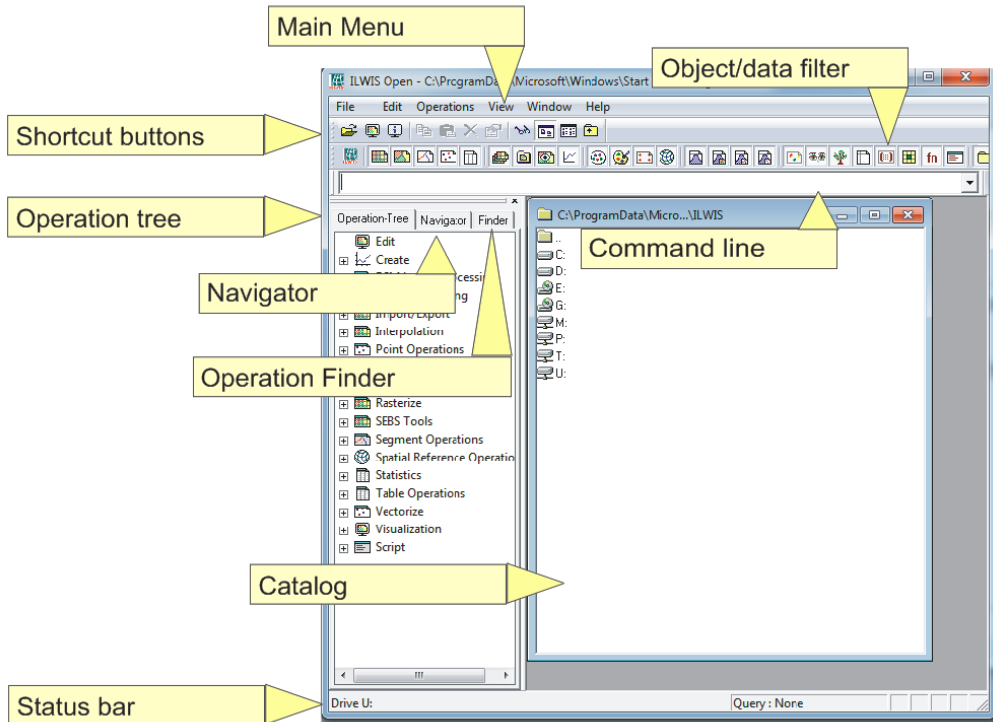 Main Menu
Object/data filter
ILWIS Open - C:\ProgramDa Microsoft\Windows\Start
File Edit Operations View Window Help
Shortcut buttons
fn
Operation tree
Operation-Tree Navigator Finder
C:\ProgramData\Micro...\ILWIS
Command line
Edit
Create
..
C:
D:
E:
G:
M:
P:
T:
U:
Navigator
Import/Export
Interpolation
Point Operations
Operation Finder
Rasterize
SEBS Tools
Segment Operations
Spatial Reference Operatio
Statistics
Table Operations
Vectorize
Visualization
Script
Catalog
Status bar
Drive U:
Query : None